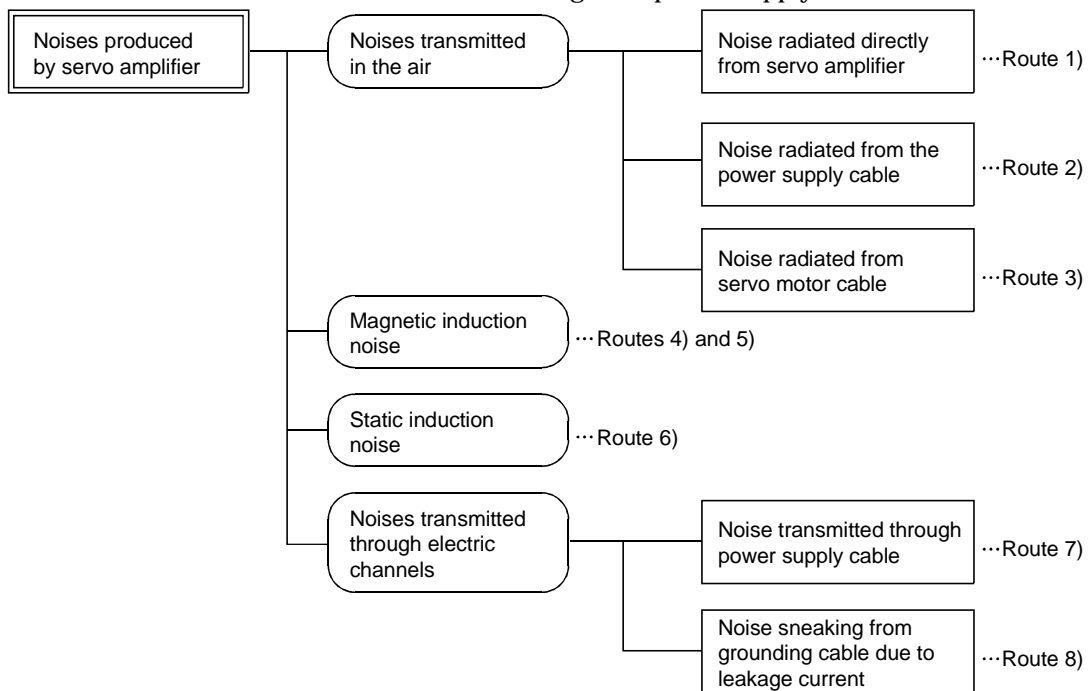 Noises produced
by servo amplifier
Noises transmitted
in the air
Noise radiated directly
from servo amplifier
···Route 1)
Noise radiated from the
power supply cable
···Route 2)
Noise radiated from
servo motor cable
···Route 3)
Magnetic induction
noise
···Routes 4) and 5)
Static induction
noise
···Route 6)
Noises transmitted
through electric
channels
Noise transmitted through
power supply cable
···Route 7)
Noise sneaking from
grounding cable due to
leakage current
···Route 8)